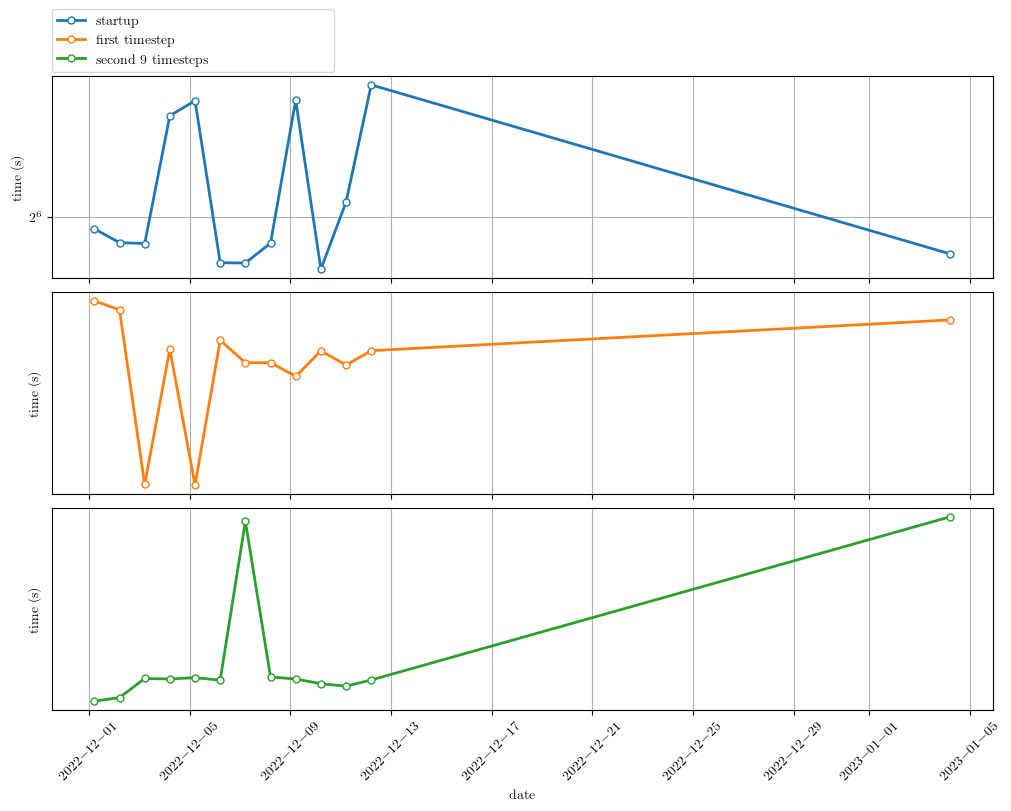 startup
first timestep
second 9 timesteps
time (s)
2⁶
time (s)
time (s)
2022−12−01
2022−12−05
2022−12−09
2022−12−13
2022−12−17
2022−12−21
2022−12−25
2022−12−29
2023−01−01
2023−01−05
date